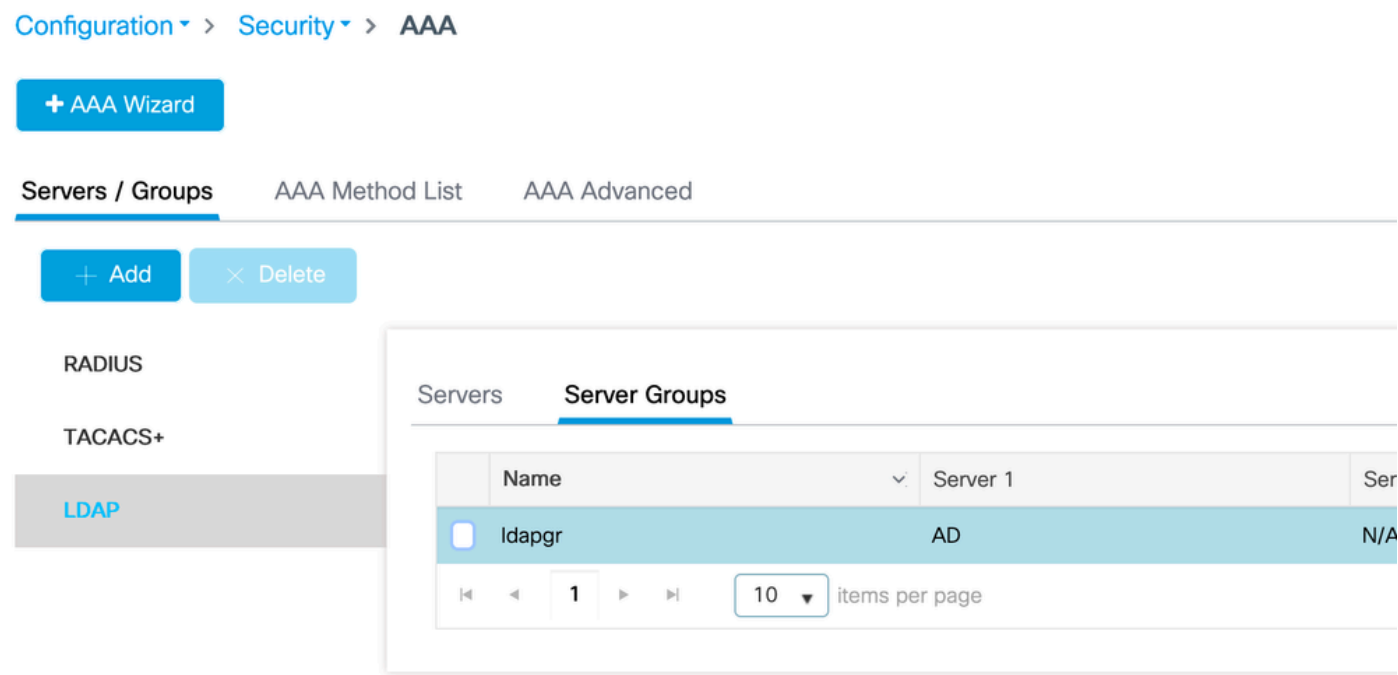 Configuration > Security > AAA
+ AAA Wizard
Servers / Groups AAA Method List AAA Advanced
+ Add × Delete
RADIUS
TACACS+
LDAP
Servers Server Groups
Name Server 1 Ser
ldapgr AD N/A
1 10 items per page